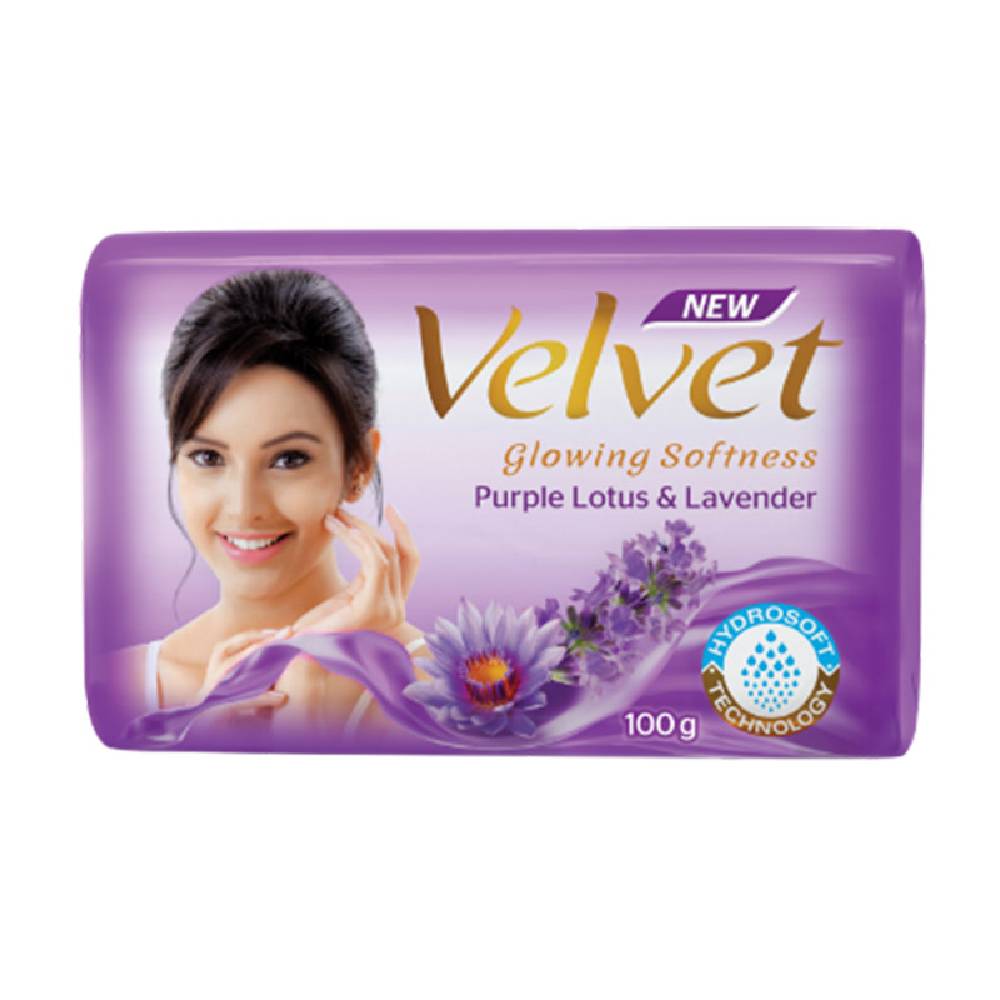 NEW
Velvet
Glowing Softness
Purple Lotus & Lavender
HYDROSOFT
TECHNOLOGY
100g